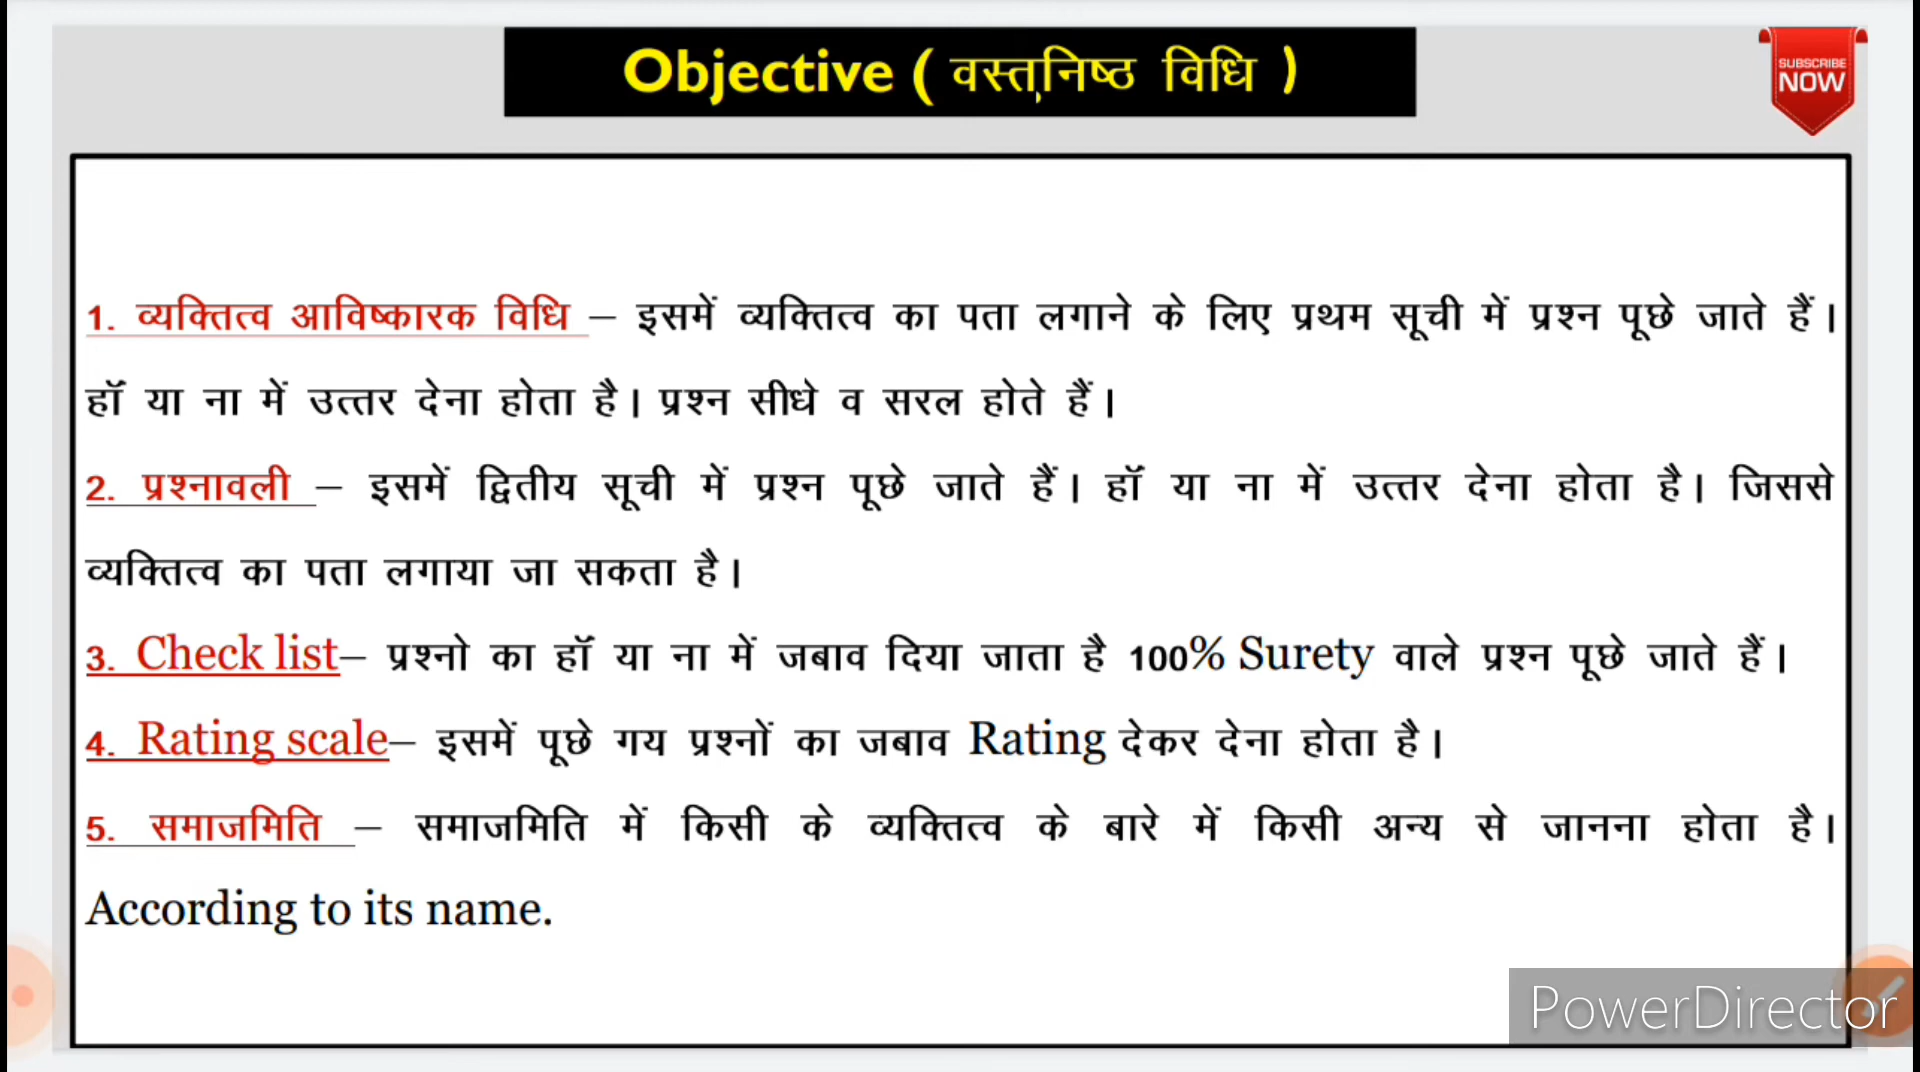 Objective ( वस्तुनिष्ठ विधि )
SUBSCRIBE
NOW
1. व्यक्तित्व आविष्कारक विधि – इसमें व्यक्तित्व का पता लगाने के लिए प्रथम सूची में प्रश्न पूछे जाते हैं।
हॉं या ना में उत्तर देना होता है। प्रश्न सीधे व सरल होते हैं।
2. प्रश्नावली – इसमें द्वितीय सूची में प्रश्न पूछे जाते हैं। हॉं या ना में उत्तर देना होता है। जिससे
व्यक्तित्व का पता लगाया जा सकता है।
3. Check list– प्रश्नो का हॉं या ना में जबाव दिया जाता है 100% Surety वाले प्रश्न पूछे जाते हैं।
4. Rating scale– इसमें पूछे गय प्रश्नों का जबाव Rating देकर देना होता है।
5. समाजमिति – समाजमिति में किसी के व्यक्तित्व के बारे में किसी अन्य से जानना होता है।
According to its name.
PowerDirector